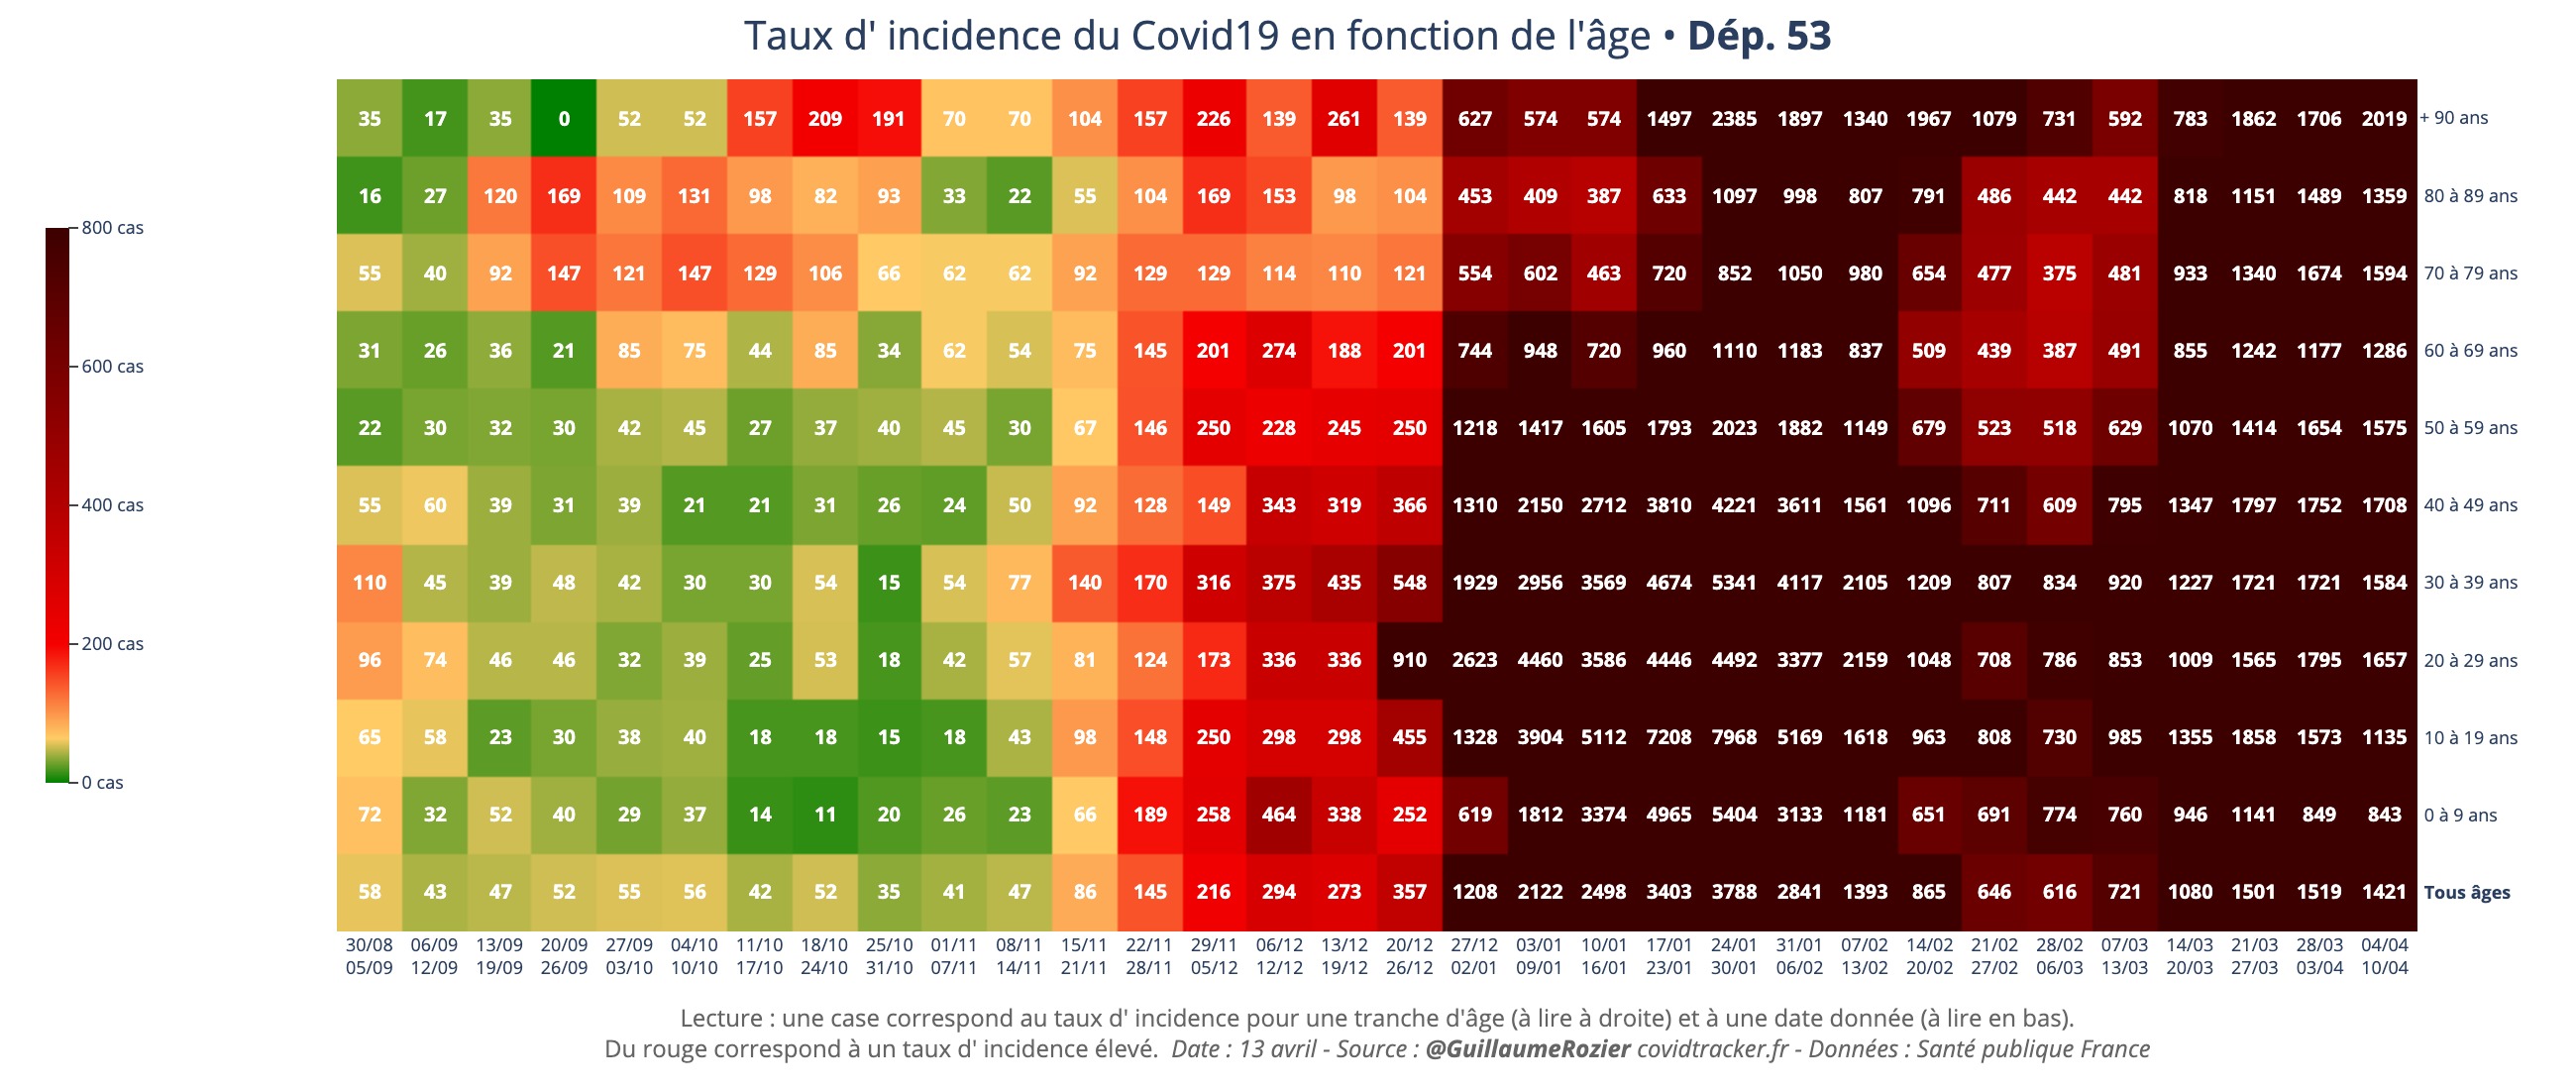 Taux d' incidence du Covid19 en fonction de l'âge • Dép. 53
800 cas
600 cas
400 cas
200 cas
0 cas
35 17 35 0 52 52 157 209 191 70 70 104 157 226 139 261 139 627 574 574 1497 2385 1897 1340 1967 1079 731 592 783 1862 1706 2019 + 90 ans
16 27 120 169 109 131 98 82 93 33 22 55 104 169 153 98 104 453 409 387 633 1097 998 807 791 486 442 442 818 1151 1489 1359 80 à 89 ans
55 40 92 147 121 147 129 106 66 62 62 92 129 129 114 110 121 554 602 463 720 852 1050 980 654 477 375 481 933 1340 1674 1594 70 à 79 ans
31 26 36 21 85 75 44 85 34 62 54 75 145 201 274 188 201 744 948 720 960 1110 1183 837 509 439 387 491 855 1242 1177 1286 60 à 69 ans
22 30 32 30 42 45 27 37 40 45 30 67 146 250 228 245 250 1218 1417 1605 1793 2023 1882 1149 679 523 518 629 1070 1414 1654 1575 50 à 59 ans
55 60 39 31 39 21 21 31 26 24 50 92 128 149 343 319 366 1310 2150 2712 3810 4221 3611 1561 1096 711 609 795 1347 1797 1752 1708 40 à 49 ans
110 45 39 48 42 30 30 54 15 54 77 140 170 316 375 435 548 1929 2956 3569 4674 5341 4117 2105 1209 807 834 920 1227 1721 1721 1584 30 à 39 ans
96 74 46 46 32 39 25 53 18 42 57 81 124 173 336 336 910 2623 4460 3586 4446 4492 3377 2159 1048 708 786 853 1009 1565 1795 1657 20 à 29 ans
65 58 23 30 38 40 18 18 15 18 43 98 148 250 298 298 455 1328 3904 5112 7208 7968 5169 1618 963 808 730 985 1355 1858 1573 1135 10 à 19 ans
72 32 52 40 29 37 14 11 20 26 23 66 189 258 464 338 252 619 1812 3374 4965 5404 3133 1181 651 691 774 760 946 1141 849 843 0 à 9 ans
58 43 47 52 55 56 42 52 35 41 47 86 145 216 294 273 357 1208 2122 2498 3403 3788 2841 1393 865 646 616 721 1080 1501 1519 1421 Tous âges
30/08 06/09 13/09 20/09 27/09 04/10 11/10 18/10 25/10 01/11 08/11 15/11 22/11 29/11 06/12 13/12 20/12 27/12 03/01 10/01 17/01 24/01 31/01 07/02 14/02 21/02 28/02 07/03 14/03 21/03 28/03 04/04
05/09 12/09 19/09 26/09 03/10 10/10 17/10 24/10 31/10 07/11 14/11 21/11 28/11 05/12 12/12 19/12 26/12 02/01 09/01 16/01 23/01 30/01 06/02 13/02 20/02 27/02 06/03 13/03 20/03 27/03 03/04 10/04
Lecture : une case correspond au taux d' incidence pour une tranche d'âge (à lire à droite) et à une date donnée (à lire en bas).
Du rouge correspond à un taux d' incidence élevé. Date : 13 avril - Source : @GuillaumeRozier covidtracker.fr - Données : Santé publique France